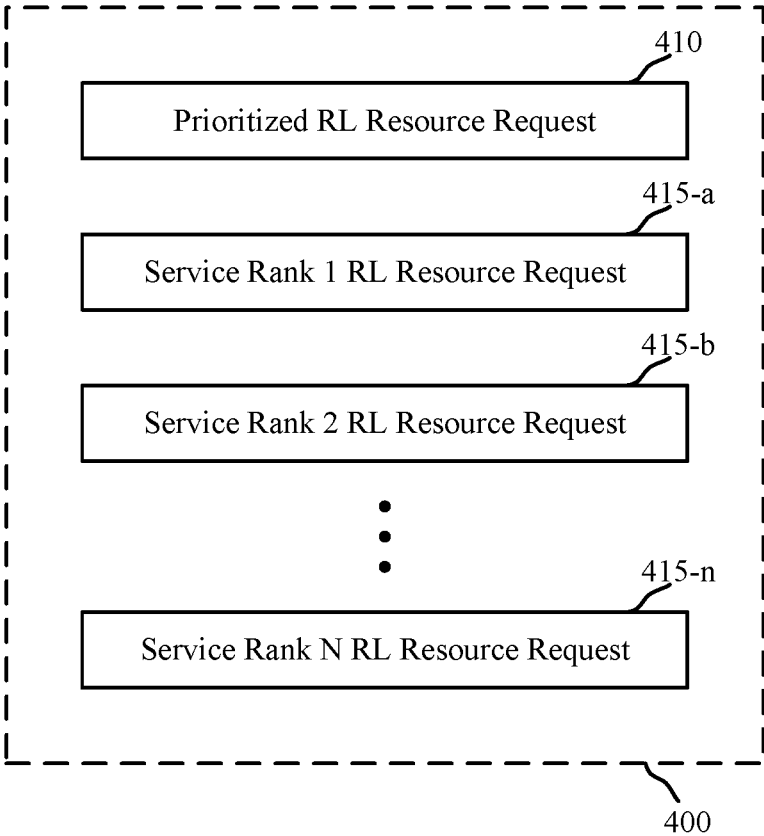 410
Prioritized RL Resource Request
415-a
Service Rank 1 RL Resource Request
415-b
Service Rank 2 RL Resource Request
415-n
Service Rank N RL Resource Request
400